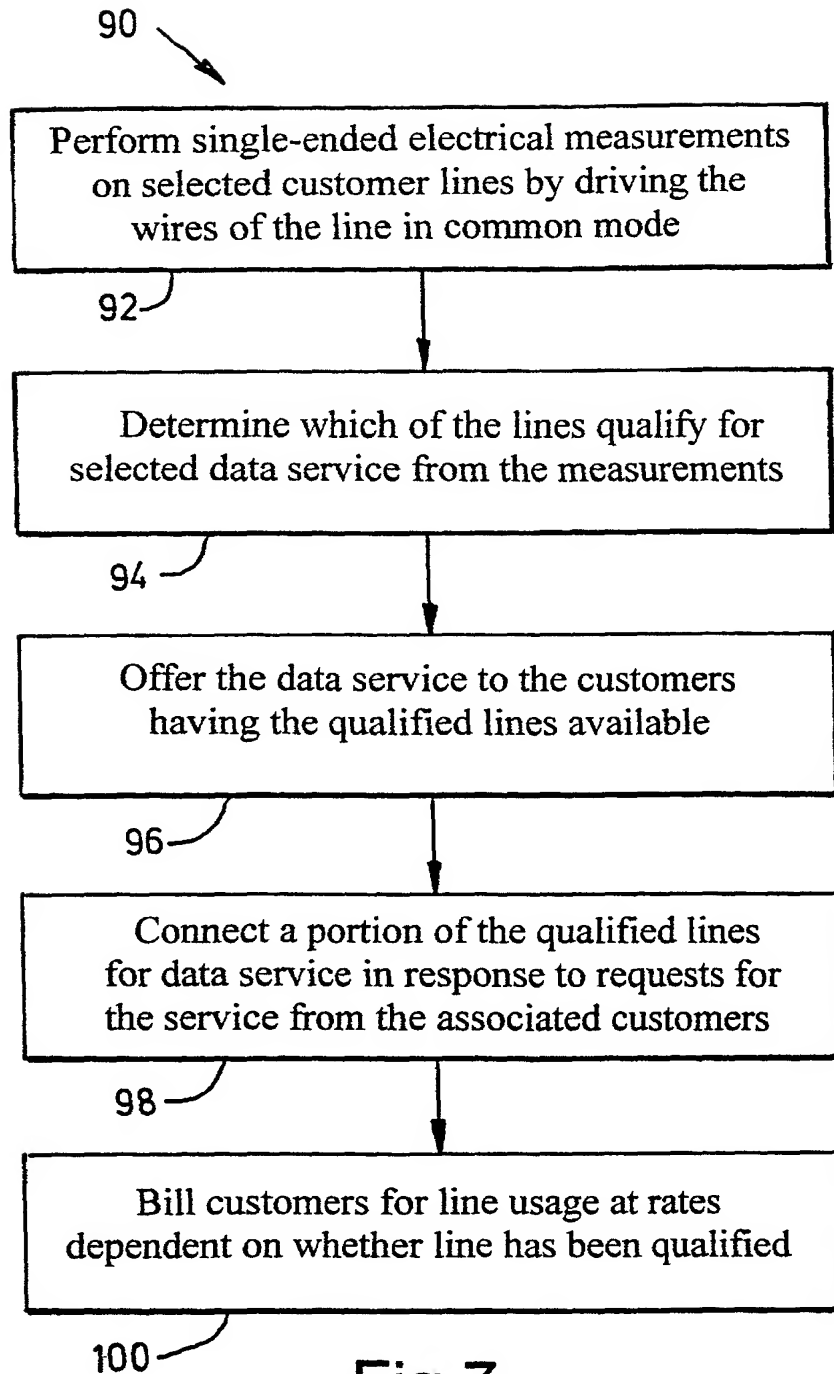 90
Perform single-ended electrical measurements
on selected customer lines by driving the
wires of the line in common mode
92
Determine which of the lines qualify for
selected data service from the measurements
94
Offer the data service to the customers
having the qualified lines available
96
Connect a portion of the qualified lines
for data service in response to requests for
the service from the associated customers
98
Bill customers for line usage at rates
dependent on whether line has been qualified
100